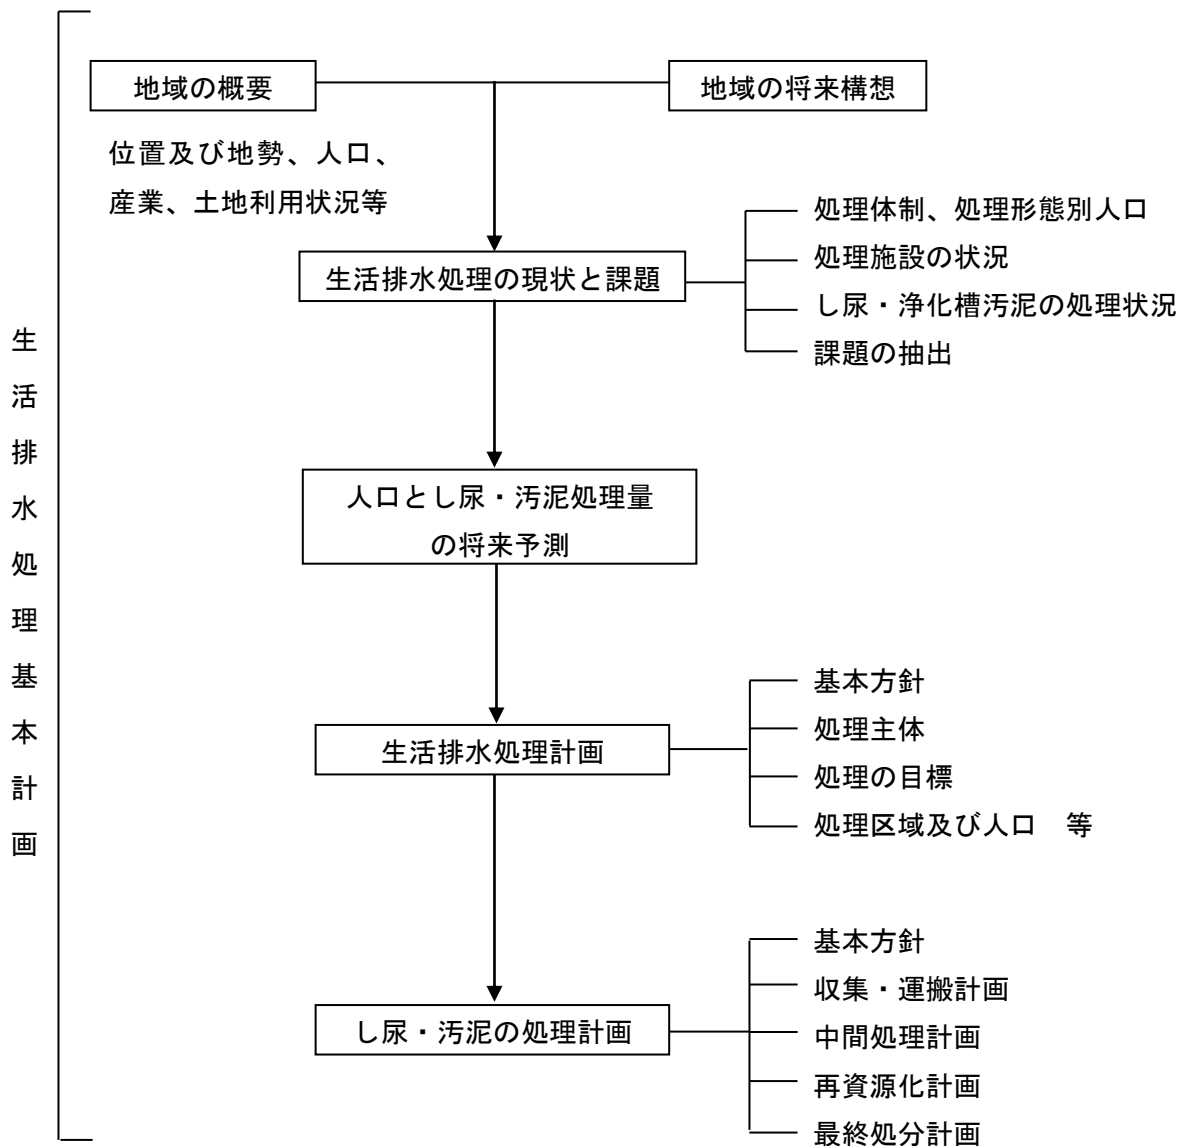 生活排水処理基本計画
地域の概要
地域の将来構想
位置及び地勢、人口、
産業、土地利用状況等
生活排水処理の現状と課題
処理体制、処理形態別人口
処理施設の状況
し尿・浄化槽汚泥の処理状況
課題の抽出
人口とし尿・汚泥処理量
の将来予測
生活排水処理計画
基本方針
処理主体
処理の目標
処理区域及び人口　等
し尿・汚泥の処理計画
基本方針
収集・運搬計画
中間処理計画
再資源化計画
最終処分計画